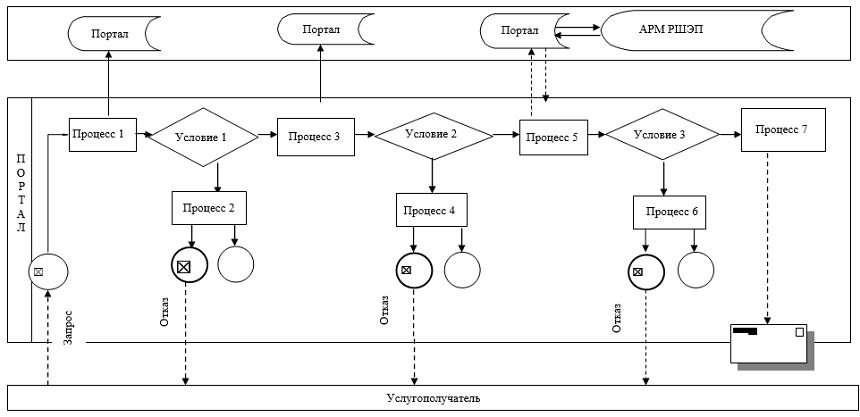 Портал
Портал
Портал
АРМ РШЭП
ПОРТАЛ
Процесс 1
Условие 1
Процесс 3
Условие 2
Процесс 5
Условие 3
Процесс 7
Процесс 2
Процесс 4
Процесс 6
Запрос
Отказ
Отказ
Отказ
Услугополучатель